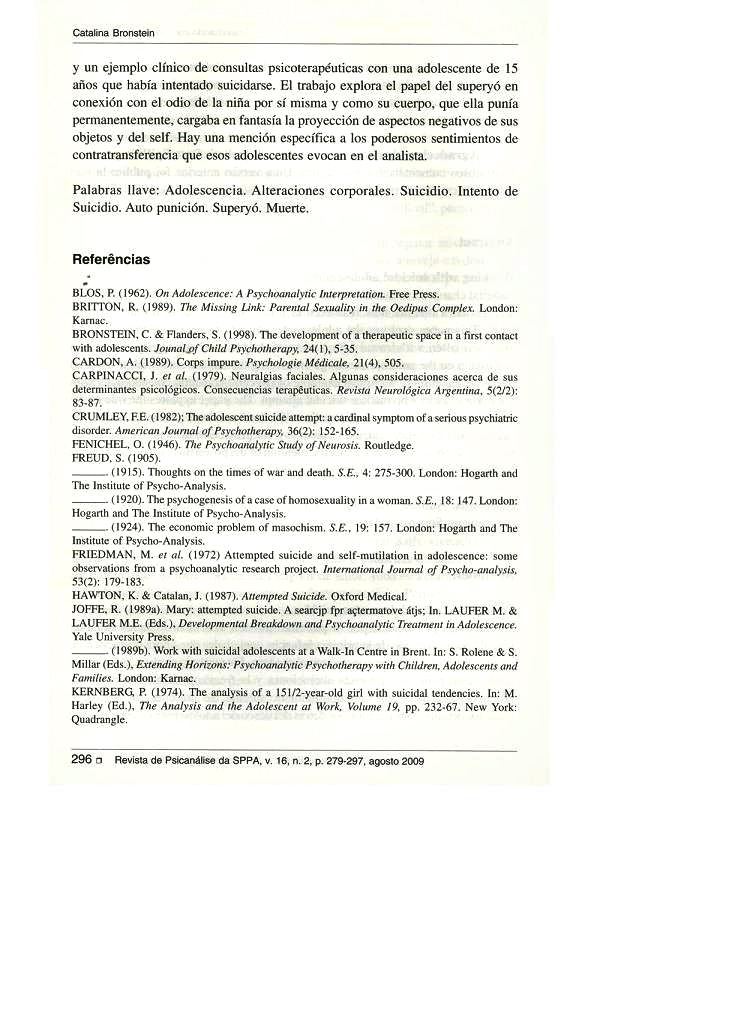 Catalina Bronstein
y un ejemplo clínico de consultas psicoterapéuticas con una adolescente de 15
años que había intentado suicidarse. El trabajo explora el papel del superyó en
conexión con el odio de la niña por sí misma y como su cuerpo, que ella punía
permanentemente, cargaba en fantasía la proyección de aspectos negativos de sus
objetos y del self. Hay una mención específica a los poderosos sentimientos de
contratransferencia que esos adolescentes evocan en el analista.
Palabras llave: Adolescencia. Alteraciones corporales. Suicidio. Intento de
Suicidio. Auto punición. Superyó. Muerte.
Referências
BLOS, P. (1962). On Adolescence: A Psychoanalytic Interpretation. Free Press.
BRITTON, R. (1989). The Missing Link: Parental Sexuality in the Oedipus Complex. London:
Karnac.
BRONSTEIN, C. & Flanders, S. (1998). The development of a therapeutic space in a first contact
with adolescents. Jounal of Child Psychotherapy, 24(1), 5-35.
CARDON, A. (1989). Corps impure. Psychologie Médicale, 21(4), 505.
CARPINACCI, J. et al. (1979). Neuralgias faciales. Algunas consideraciones acerca de sus
determinantes psicológicos. Consecuencias terapêuticas. Revista Neurológica Argentina, 5(2/2):
83-87.
CRUMLEY, F.E. (1982); The adolescent suicide attempt: a cardinal symptom of a serious psychiatric
disorder. American Journal of Psychotherapy, 36(2): 152-165.
FENICHEL, O. (1946). The Psychoanalytic Study of Neurosis. Routledge.
FREUD, S. (1905).
______. (1915). Thoughts on the times of war and death. S.E., 4: 275-300. London: Hogarth and
The Institute of Psycho-Analysis.
______. (1920). The psychogenesis of a case of homosexuality in a woman. S.E., 18: 147. London:
Hogarth and The Institute of Psycho-Analysis.
______. (1924). The economic problem of masochism. S.E., 19: 157. London: Hogarth and The
Institute of Psycho-Analysis.
FRIEDMAN, M. et al. (1972) Attempted suicide and self-mutilation in adolescence: some
observations from a psychoanalytic research project. International Journal of Psycho-analysis,
53(2): 179-183.
HAWTON, K. & Catalan, J. (1987). Attempted Suicide. Oxford Medical.
JOFFE, R. (1989a). Mary: attempted suicide. A searcjp fpr açtermatove átjs; In. LAUFER M. &
LAUFER M.E. (Eds.), Developmental Breakdown and Psychoanalytic Treatment in Adolescence.
Yale University Press.
______. (1989b). Work with suicidal adolescents at a Walk-In Centre in Brent. In: S. Rolene & S.
Millar (Eds.), Extending Horizons: Psychoanalytic Psychotherapy with Children, Adolescents and
Families. London: Karnac.
KERNBERG, P. (1974). The analysis of a 151/2-year-old girl with suicidal tendencies. In: M.
Harley (Ed.), The Analysis and the Adolescent at Work, Volume 19, pp. 232-67. New York:
Quadrangle.
296 □ Revista de Psicanálise da SPPA, v. 16, n. 2, p. 279-297, agosto 2009